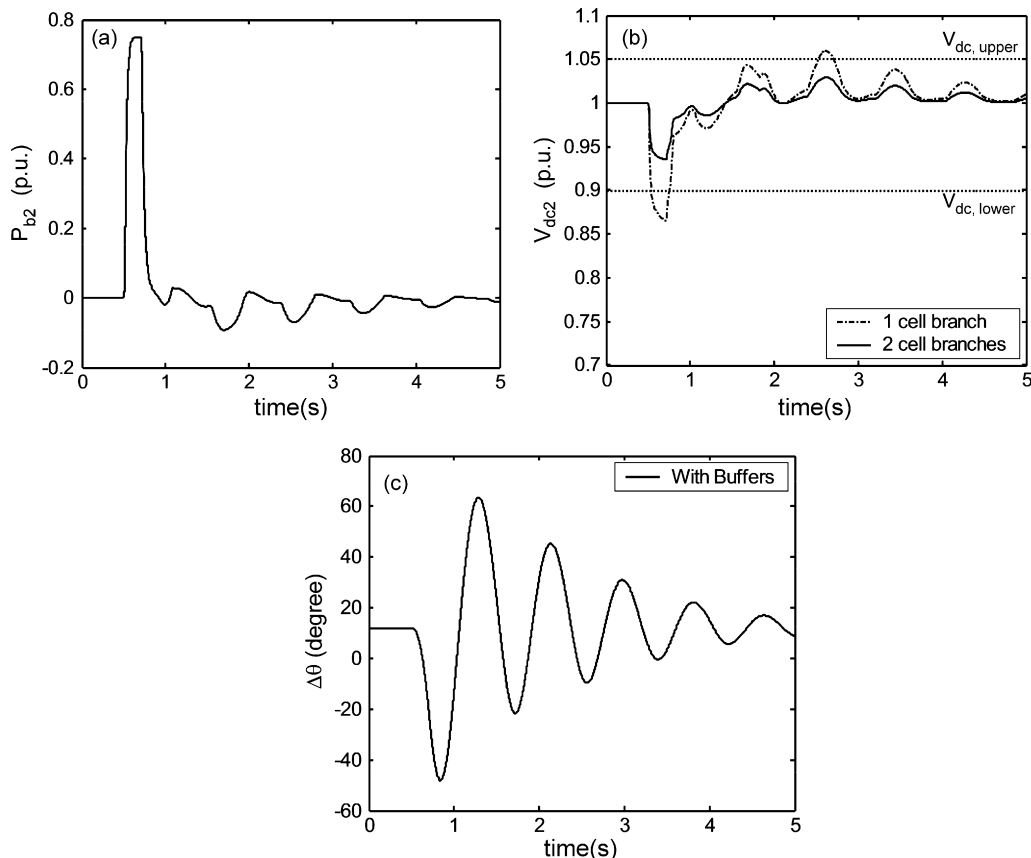 (a)
0.8
0.6
0.4
0.2
0
-0.2
P_b2 (p.u.)
0 1 2 3 4 5
time(s)
(b)
1.1
1.05
1
0.95
0.9
0.85
0.8
0.75
0.7
V_dc2 (p.u.)
V_dc, upper
V_dc, lower
1 cell branch
2 cell branches
0 1 2 3 4 5
time(s)
(c)
With Buffers
80
60
40
20
0
-20
-40
-60
Δθ (degree)
0 1 2 3 4 5
time(s)